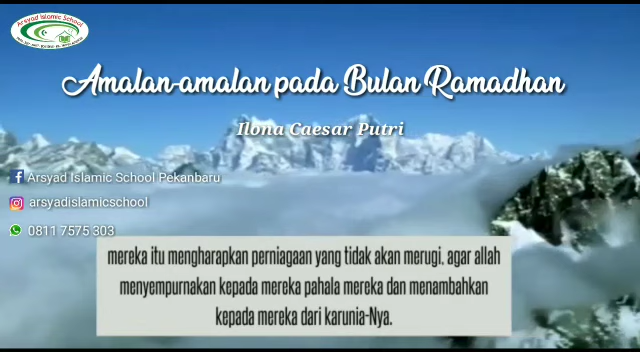 Arsyad Islamic School
Amalan-amalan pada Bulan Ramadhan
Ilona Caesar Putri
Arsyad Islamic School Pekanbaru
arsyadislamicschool
0811 7575 303
mereka itu mengharapkan perniagaan yang tidak akan merugi, agar allah
menyempurnakan kepada mereka pahala mereka dan menambahkan
kepada mereka dari karunia-Nya.